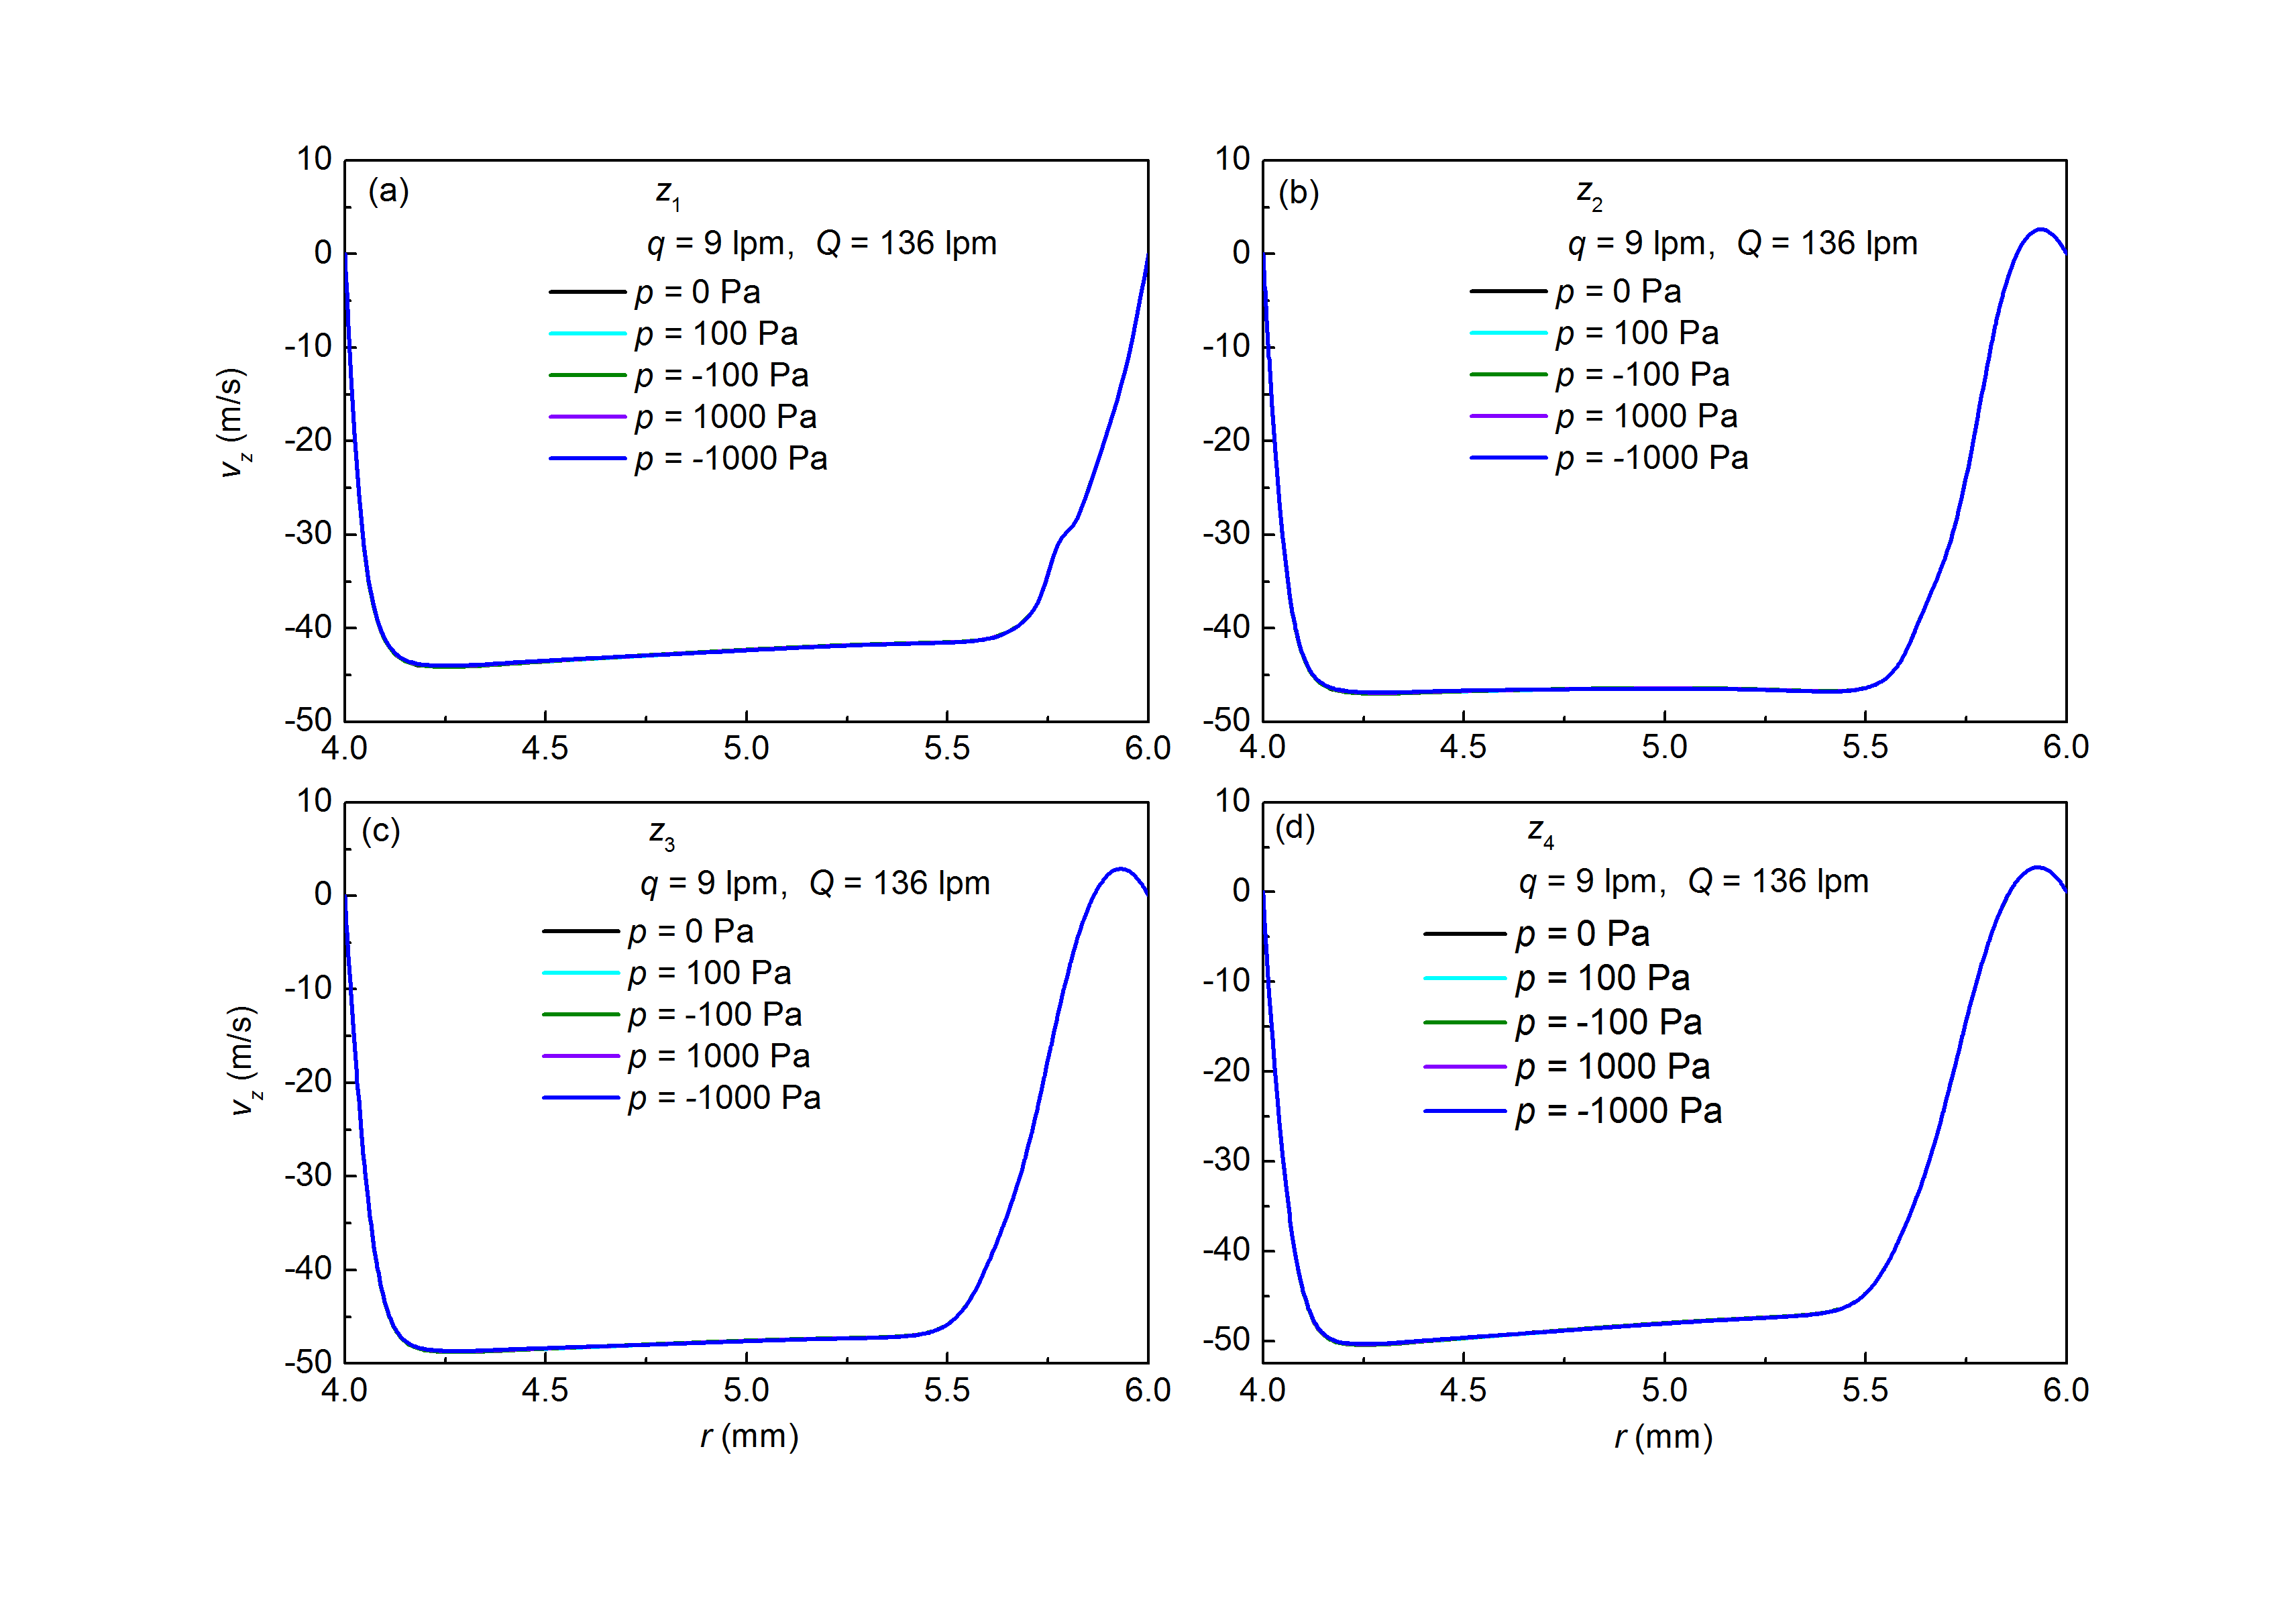 (a)
z1
q = 9 lpm, Q = 136 lpm
p = 0 Pa
p = 100 Pa
p = -100 Pa
p = 1000 Pa
p = -1000 Pa
10
0
-10
-20
-30
-40
-50
vz (m/s)
4.0 4.5 5.0 5.5 6.0
(b)
z2
q = 9 lpm, Q = 136 lpm
p = 0 Pa
p = 100 Pa
p = -100 Pa
p = 1000 Pa
p = -1000 Pa
10
0
-10
-20
-30
-40
-50
4.0 4.5 5.0 5.5 6.0
(c)
z3
q = 9 lpm, Q = 136 lpm
p = 0 Pa
p = 100 Pa
p = -100 Pa
p = 1000 Pa
p = -1000 Pa
10
0
-10
-20
-30
-40
-50
vz (m/s)
4.0 4.5 5.0 5.5 6.0
r (mm)
(d)
z4
q = 9 lpm, Q = 136 lpm
p = 0 Pa
p = 100 Pa
p = -100 Pa
p = 1000 Pa
p = -1000 Pa
10
0
-10
-20
-30
-40
-50
4.0 4.5 5.0 5.5 6.0
r (mm)